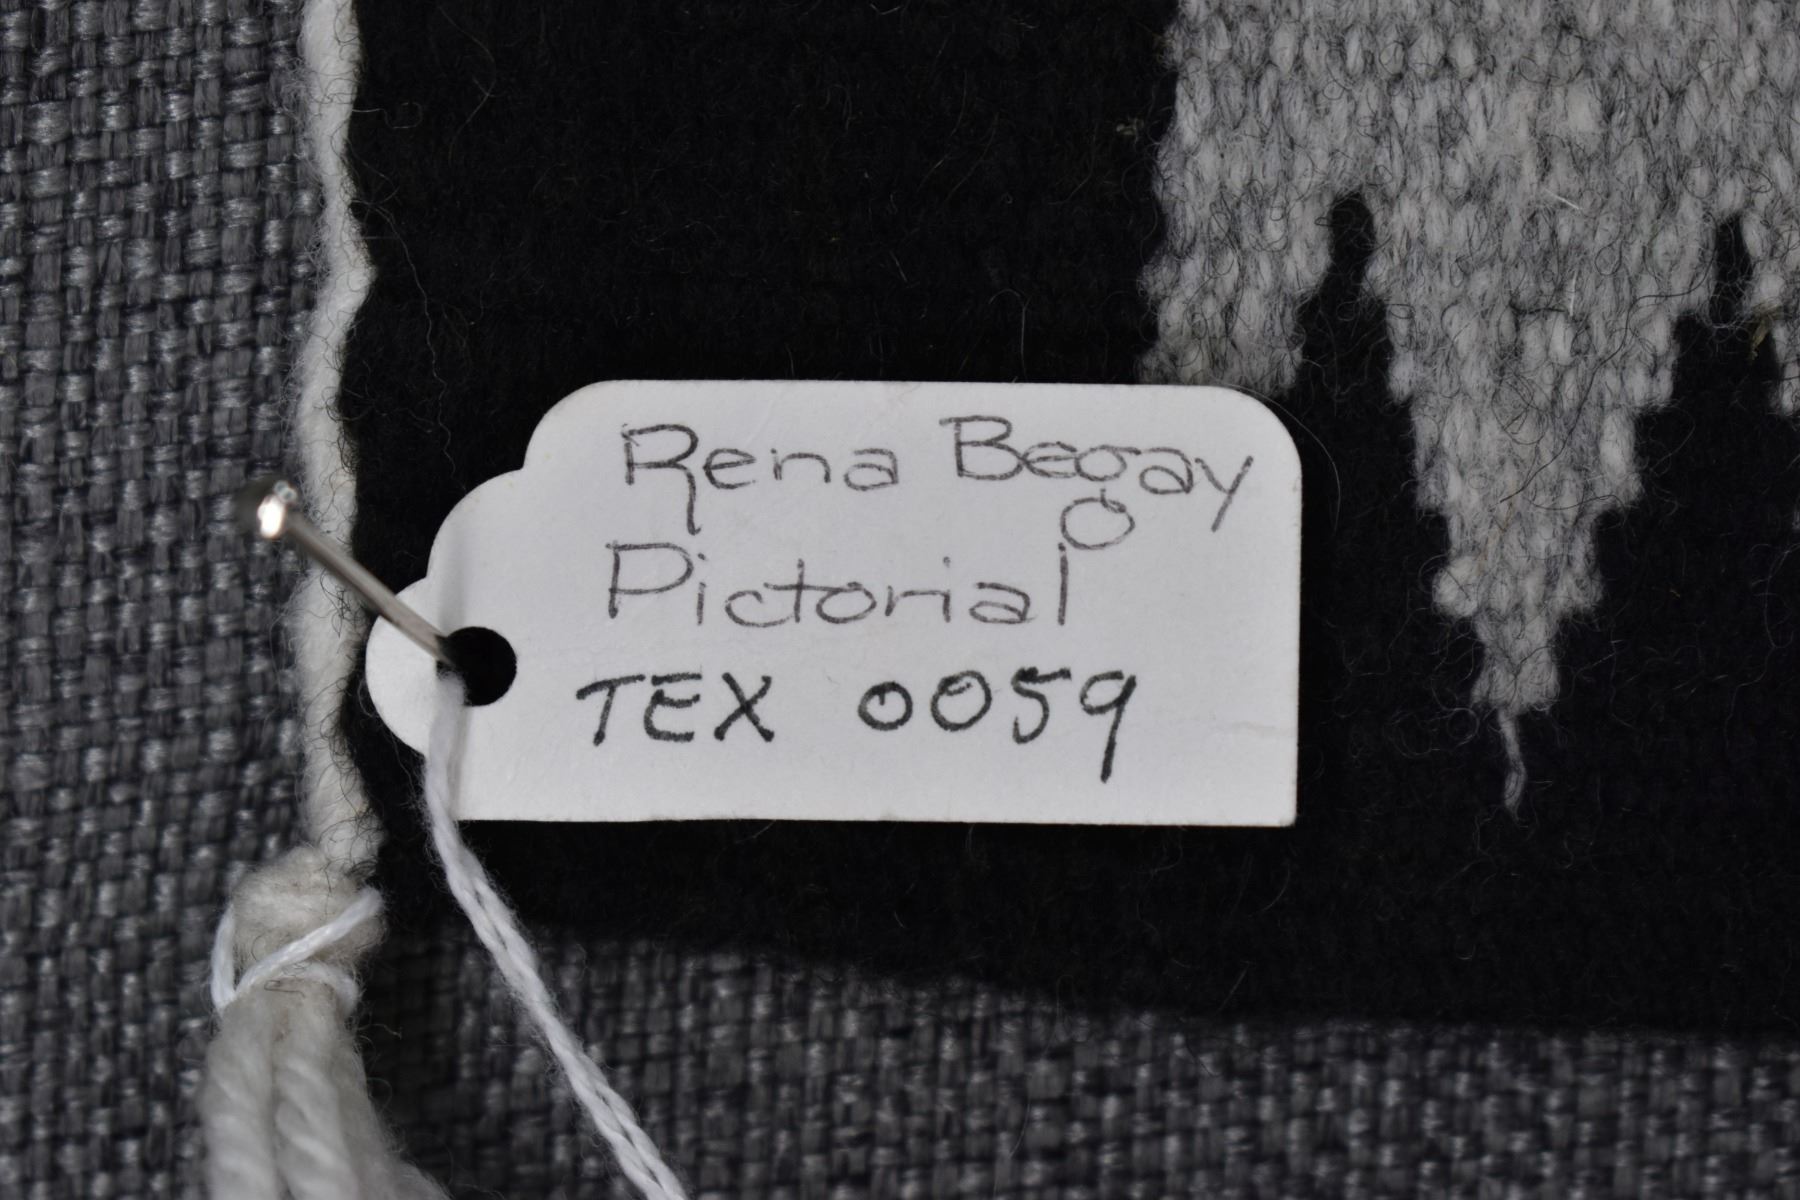 Rena Begay
Pictorial
TEX 0059